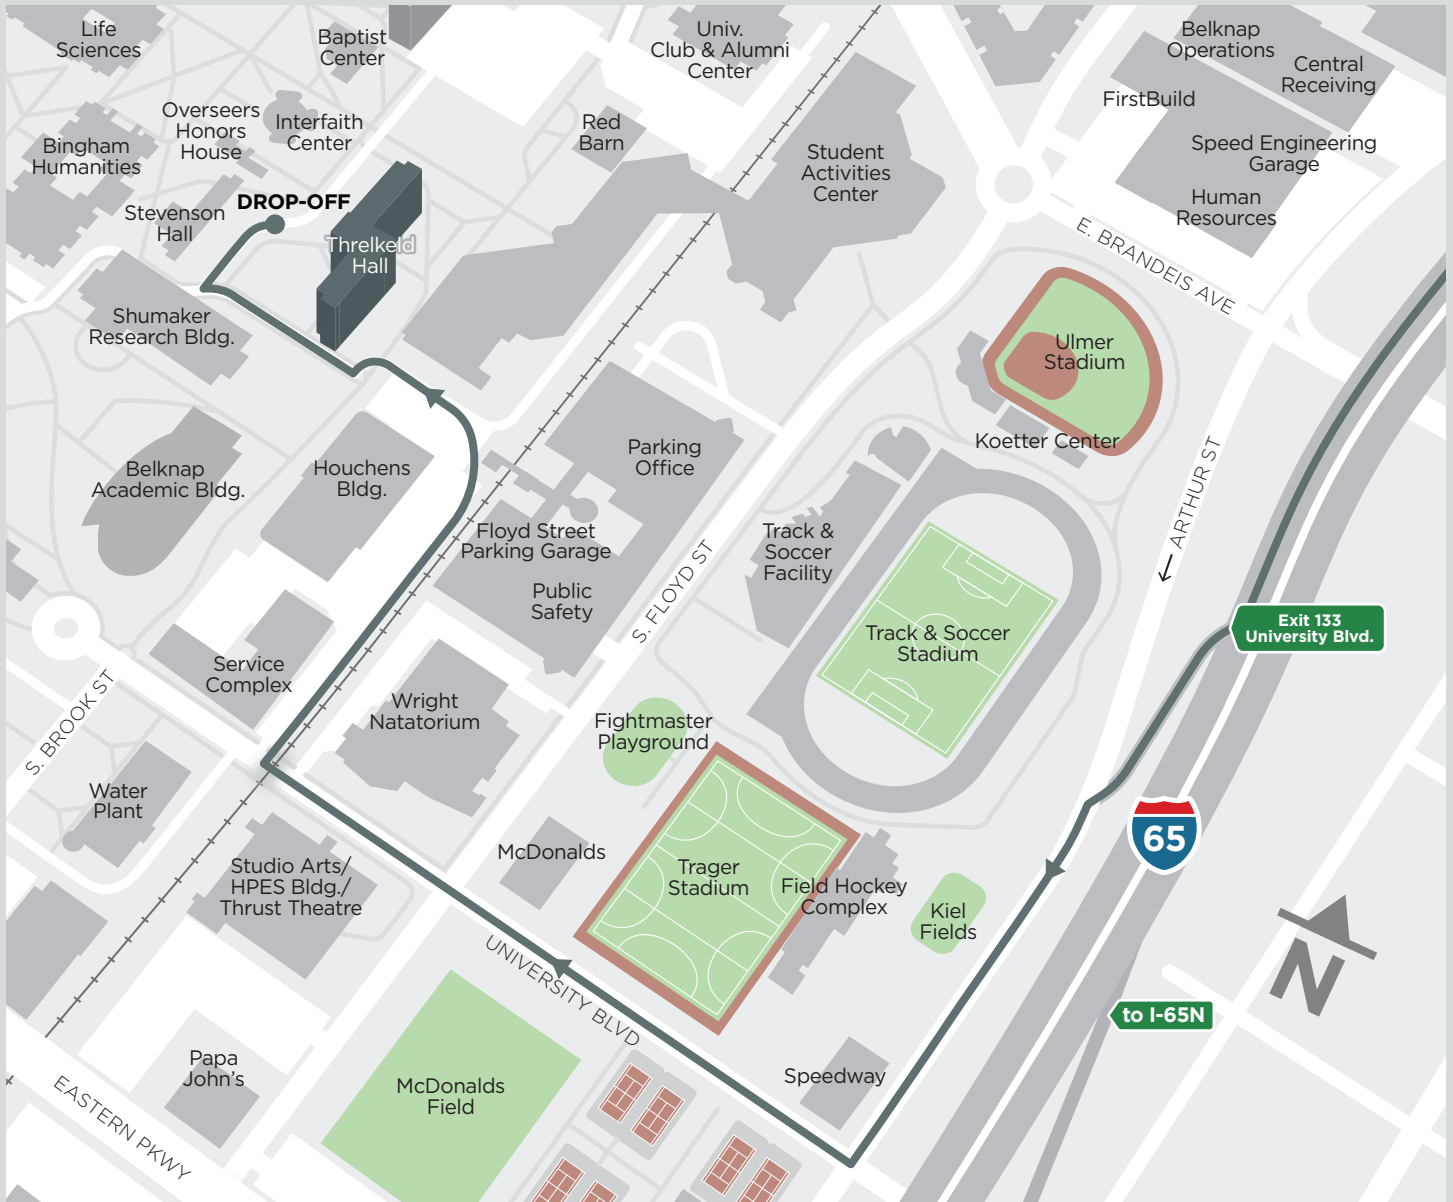 Life
Sciences
Baptist
Center
Univ.
Club & Alumni
Center
Belknap
Operations
Central
Receiving
FirstBuild
Overseers
Honors
House
Interfaith
Center
Red
Barn
Bingham
Humanities
Student
Activities
Center
Speed Engineering
Garage
Human
Resources
DROP-OFF
Stevenson
Hall
Threlkeld
Hall
E. BRANDEIS AVE
Shumaker
Research Bldg.
Ulmer
Stadium
Koetter Center
Parking
Office
Belknap
Academic Bldg.
Houchens
Bldg.
ARTHUR ST
Floyd Street
Parking Garage
Track &
Soccer
Facility
Public
Safety
S. FLOYD ST
Exit 133
University Blvd.
Track & Soccer
Stadium
Service
Complex
S. BROOK ST
Wright
Natatorium
Fightmaster
Playground
Water
Plant
65
McDonalds
Trager
Stadium
Studio Arts/
HPES Bldg./
Thrust Theatre
Field Hockey
Complex
Kiel
Fields
UNIVERSITY BLVD
N
to I-65N
Papa
John's
McDonalds
Field
Speedway
EASTERN PKWY